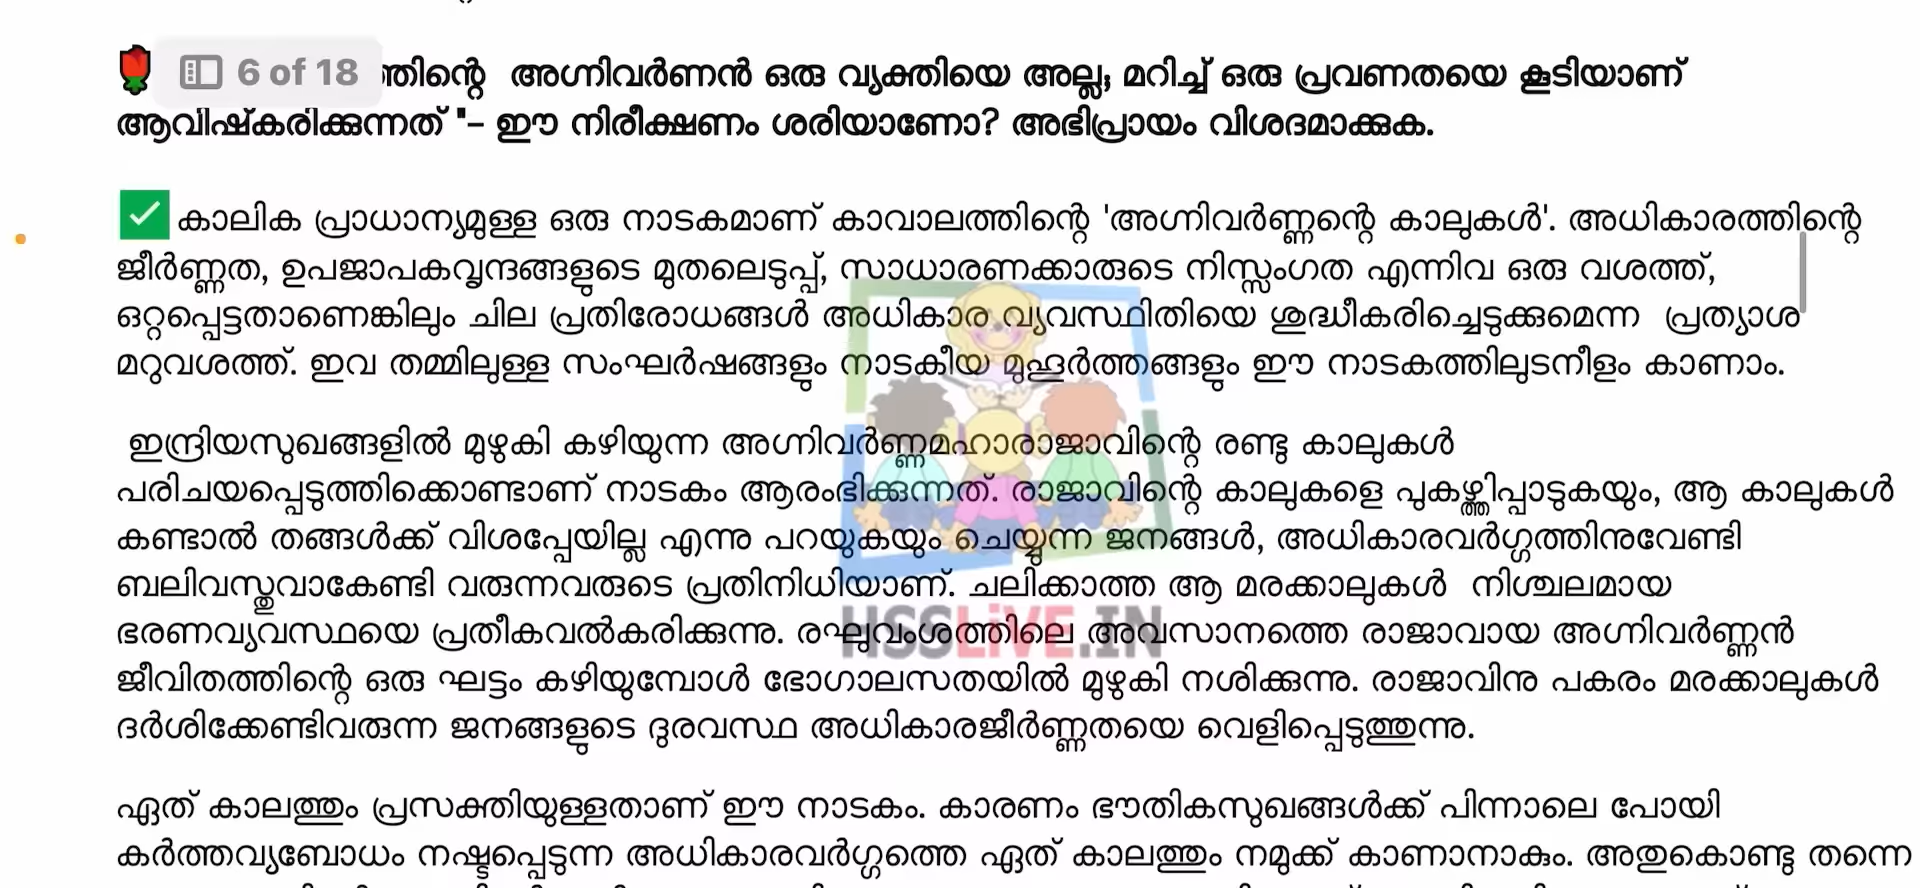 6 of 18 ത്തിന്റെ അഗ്നിവർണൻ ഒരു വ്യക്തിയെ അല്ല; മറിച്ച് ഒരു പ്രവണതയെ കൂടിയാണ്
ആവിഷ്കരിക്കുന്നത് "– ഈ നിരീക്ഷണം ശരിയാണോ? അഭിപ്രായം വിശദമാക്കുക.
കാലിക പ്രാധാന്യമുള്ള ഒരു നാടകമാണ് കാവാലത്തിന്റെ 'അഗ്നിവർണ്ണന്റെ കാലുകൾ'. അധികാരത്തിന്റെ
ജീർണ്ണത, ഉപജാപകവൃന്ദങ്ങളുടെ മുതലെടുപ്പ്, സാധാരണക്കാരുടെ നിസ്സംഗത എന്നിവ ഒരു വശത്ത്,
ഒറ്റപ്പെട്ടതാണെങ്കിലും ചില പ്രതിരോധങ്ങൾ അധികാര വ്യവസ്ഥിതിയെ ശുദ്ധീകരിച്ചെടുക്കുമെന്ന പ്രത്യാശ
മറുവശത്ത്. ഇവ തമ്മിലുള്ള സംഘർഷങ്ങളും നാടകീയ മുഹൂർത്തങ്ങളും ഈ നാടകത്തിലുടനീളം കാണാം.
ഇന്ദ്രിയസുഖങ്ങളിൽ മുഴുകി കഴിയുന്ന അഗ്നിവർണ്ണമഹാരാജാവിന്റെ രണ്ടു കാലുകൾ
പരിചയപ്പെടുത്തിക്കൊണ്ടാണ് നാടകം ആരംഭിക്കുന്നത്. രാജാവിന്റെ കാലുകളെ പുകഴ്ത്തിപ്പാടുകയും, ആ കാലുകൾ
കണ്ടാൽ തങ്ങൾക്ക് വിശപ്പേയില്ല എന്നു പറയുകയും ചെയ്യുന്ന ജനങ്ങൾ, അധികാരവർഗ്ഗത്തിനുവേണ്ടി
ബലിവസ്തുവാകേണ്ടി വരുന്നവരുടെ പ്രതിനിധിയാണ്. ചലിക്കാത്ത ആ മരക്കാലുകൾ നിശ്ചലമായ
ഭരണവ്യവസ്ഥയെ പ്രതീകവൽകരിക്കുന്നു. രഘുവംശത്തിലെ അവസാനത്തെ രാജാവായ അഗ്നിവർണ്ണൻ
ജീവിതത്തിന്റെ ഒരു ഘട്ടം കഴിയുമ്പോൾ ഭോഗാലസതയിൽ മുഴുകി നശിക്കുന്നു. രാജാവിനു പകരം മരക്കാലുകൾ
ദർശിക്കേണ്ടിവരുന്ന ജനങ്ങളുടെ ദുരവസ്ഥ അധികാരജീർണ്ണതയെ വെളിപ്പെടുത്തുന്നു.
HSSLiVE.IN
ഏത് കാലത്തും പ്രസക്തിയുള്ളതാണ് ഈ നാടകം. കാരണം ഭൗതികസുഖങ്ങൾക്ക് പിന്നാലെ പോയി
കർത്തവ്യബോധം നഷ്ടപ്പെടുന്ന അധികാരവർഗ്ഗത്തെ ഏത് കാലത്തും നമുക്ക് കാണാനാകും. അതുകൊണ്ടു തന്നെ